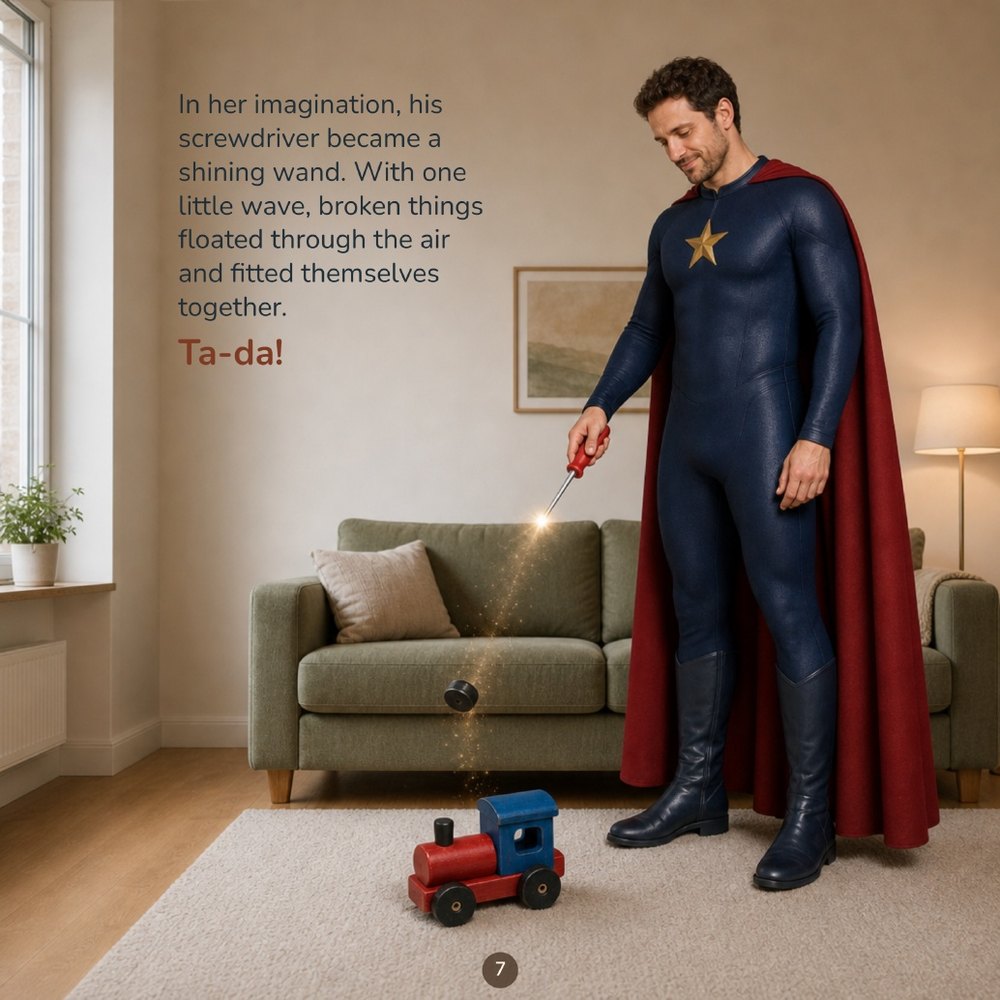 In her imagination, his
screwdriver became a
shining wand. With one
little wave, broken things
floated through the air
and fitted themselves
together.
Ta-da!
7